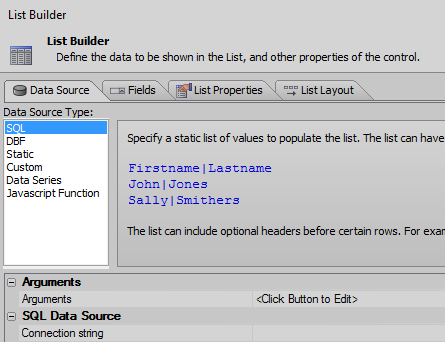 List Builder
List Builder
Define the data to be shown in the List, and other properties of the control.
Data Source Fields List Properties List Layout
Data Source Type:
SQL
DBF
Static
Custom
Data Series
Javascript Function
Specify a static list of values to populate the list. The list can have
Firstname|Lastname
John|Jones
Sally|Smithers
The list can include optional headers before certain rows. For exam
Arguments
Arguments <Click Button to Edit>
SQL Data Source
Connection string